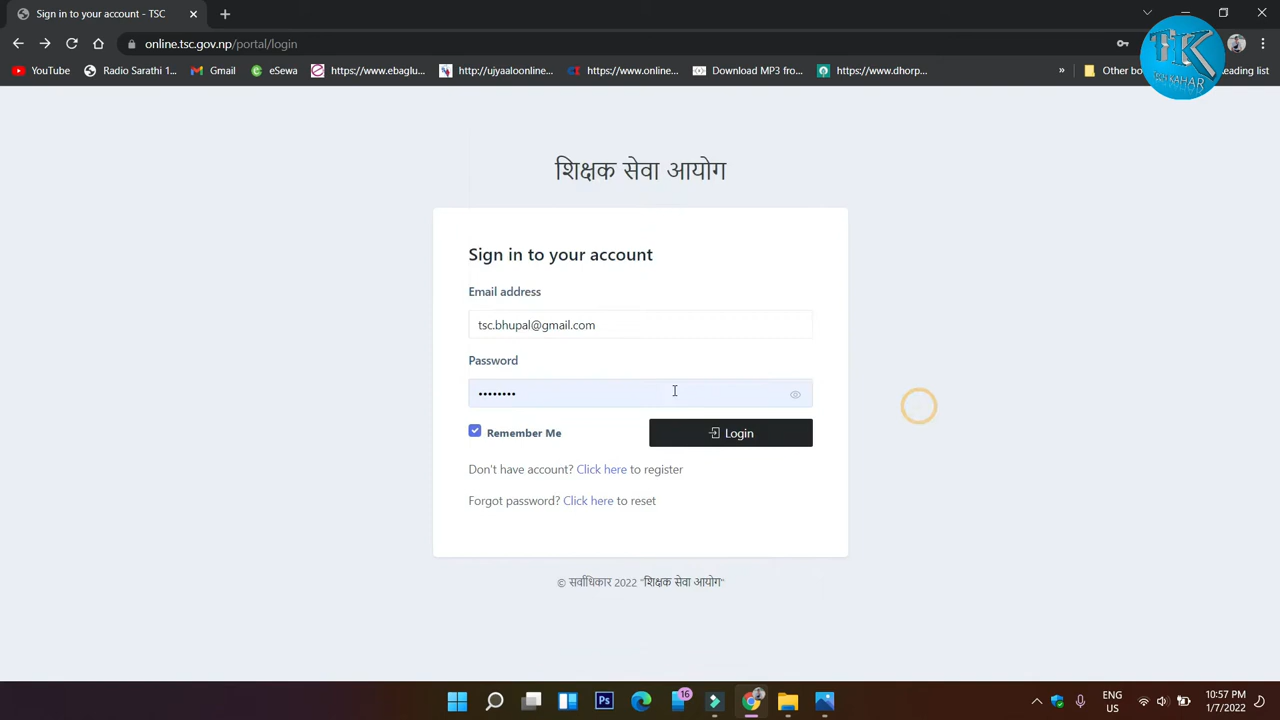 Sign in to your account - TSC
online.tsc.gov.np/portal/login
YouTube
Radio Sarathi 1...
Gmail
eSewa
https://www.ebaglu...
http://ujyaaloonline...
https://www.online...
Download MP3 fro...
https://www.dhorp...
»
Other bo
eading list
TK
शिक्षक सेवा आयोग
Sign in to your account
Email address
tsc.bhupal@gmail.com
Password
••••••••
Remember Me
Login
Don't have account? Click here to register
Forgot password? Click here to reset
© सर्वाधिकार 2022 "शिक्षक सेवा आयोग"
Ps
16
ENG
US
10:57 PM
1/7/2022